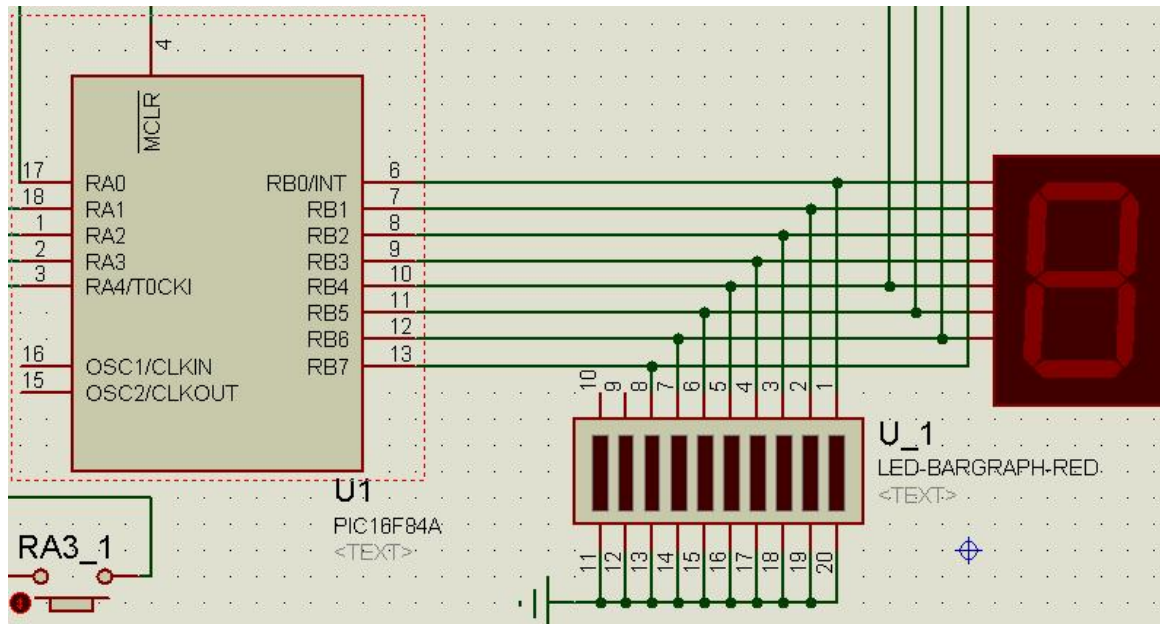 4
MCLR
17 RA0 RB0/INT 6
18 RA1 RB1 7
1 RA2 RB2 8
2 RA3 RB3 9
3 RA4/T0CKI RB4 10
RB5 11
RB6 12
16 OSC1/CLKIN RB7 13
15 OSC2/CLKOUT
10 9 8 7 6 5 4 3 2 1
U_1
LED-BARGRAPH-RED
<TEXT>
U1
PIC16F84A
<TEXT>
RA3_1
11 12 13 14 15 16 17 18 19 20